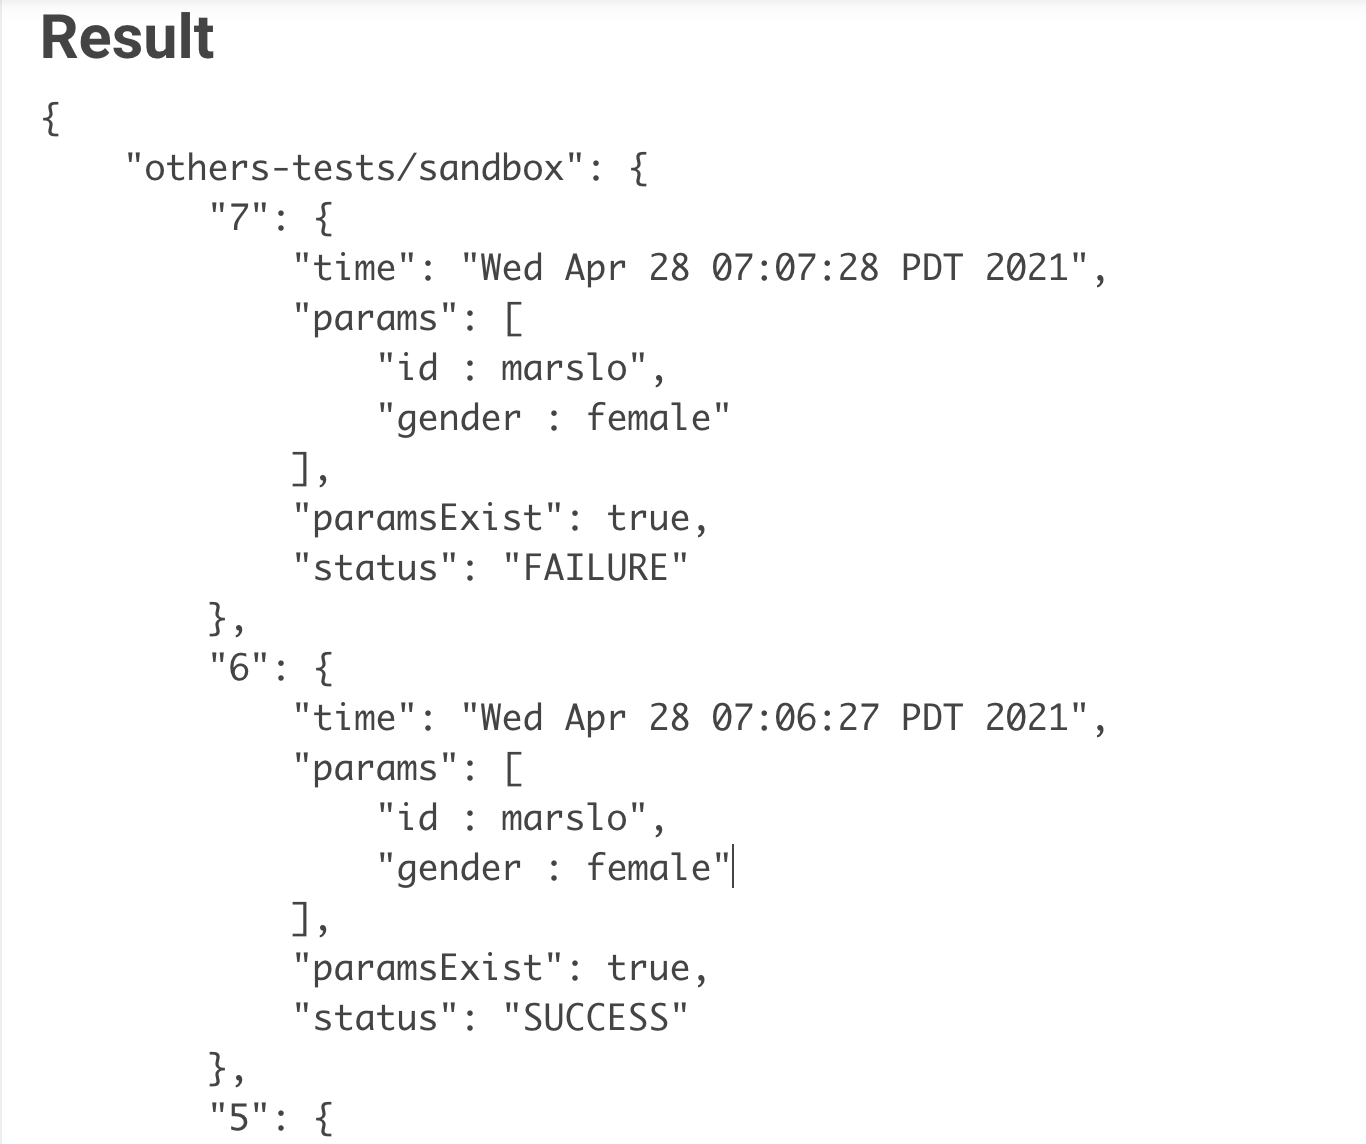 Result
{
    "others-tests/sandbox": {
        "7": {
            "time": "Wed Apr 28 07:07:28 PDT 2021",
            "params": [
                "id : marslo",
                "gender : female"
            ],
            "paramsExist": true,
            "status": "FAILURE"
        },
        "6": {
            "time": "Wed Apr 28 07:06:27 PDT 2021",
            "params": [
                "id : marslo",
                "gender : female"
            ],
            "paramsExist": true,
            "status": "SUCCESS"
        },
        "5": {